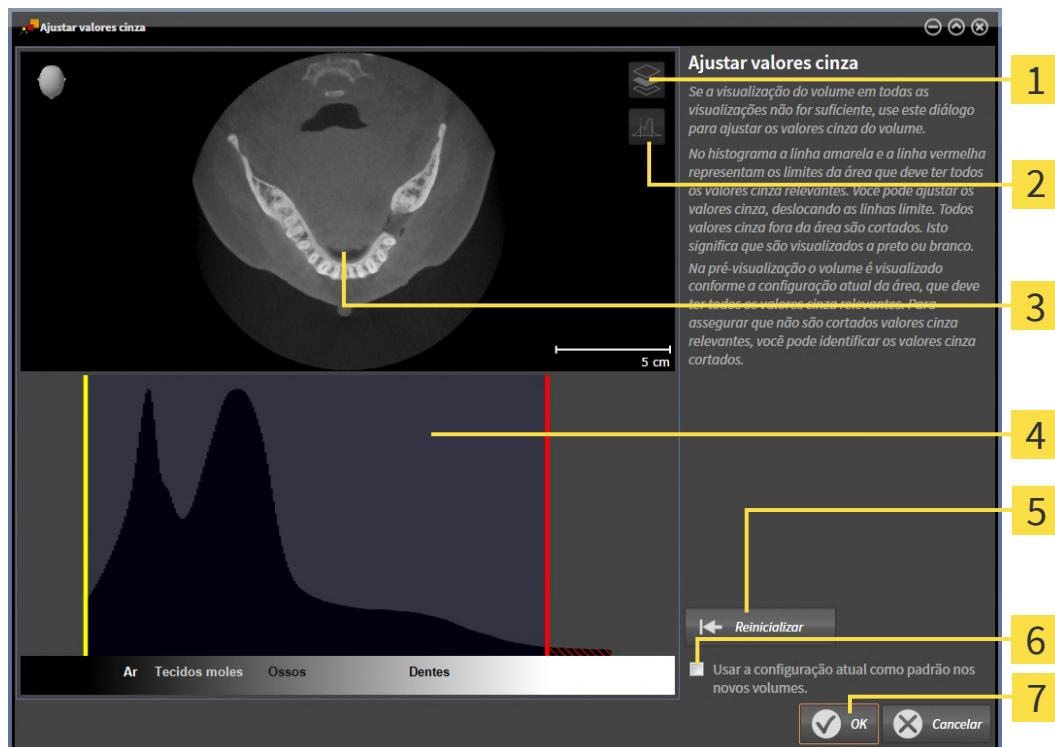 Ajustar valores cinza
5 cm
Ar Tecidos moles Ossos Dentes
Ajustar valores cinza
Se a visualização do volume em todas as
visualizações não for suficiente, use este diálogo
para ajustar os valores cinza do volume.
No histograma a linha amarela e a linha vermelha
representam os limites da área que deve ter todos
os valores cinza relevantes. Você pode ajustar os
valores cinza, deslocando as linhas limite. Todos
valores cinza fora da área são cortados. Isto
significa que são visualizados a preto ou branco.
Na pré-visualização o volume é visualizado
conforme a configuração atual da área, que deve
ter todos os valores cinza relevantes. Para
assegurar que não são cortados valores cinza
relevantes, você pode identificar os valores cinza
cortados.
Reinicializar
Usar a configuração atual como padrão nos
novos volumes.
OK Cancelar
1
2
3
4
5
6
7